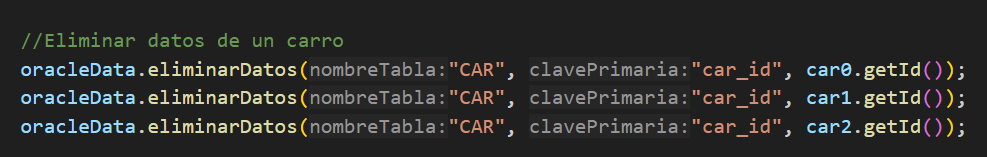 //Eliminar datos de un carro
oracleData.eliminarDatos(nombreTabla:"CAR", clavePrimaria:"car_id", car0.getId());
oracleData.eliminarDatos(nombreTabla:"CAR", clavePrimaria:"car_id", car1.getId());
oracleData.eliminarDatos(nombreTabla:"CAR", clavePrimaria:"car_id", car2.getId());